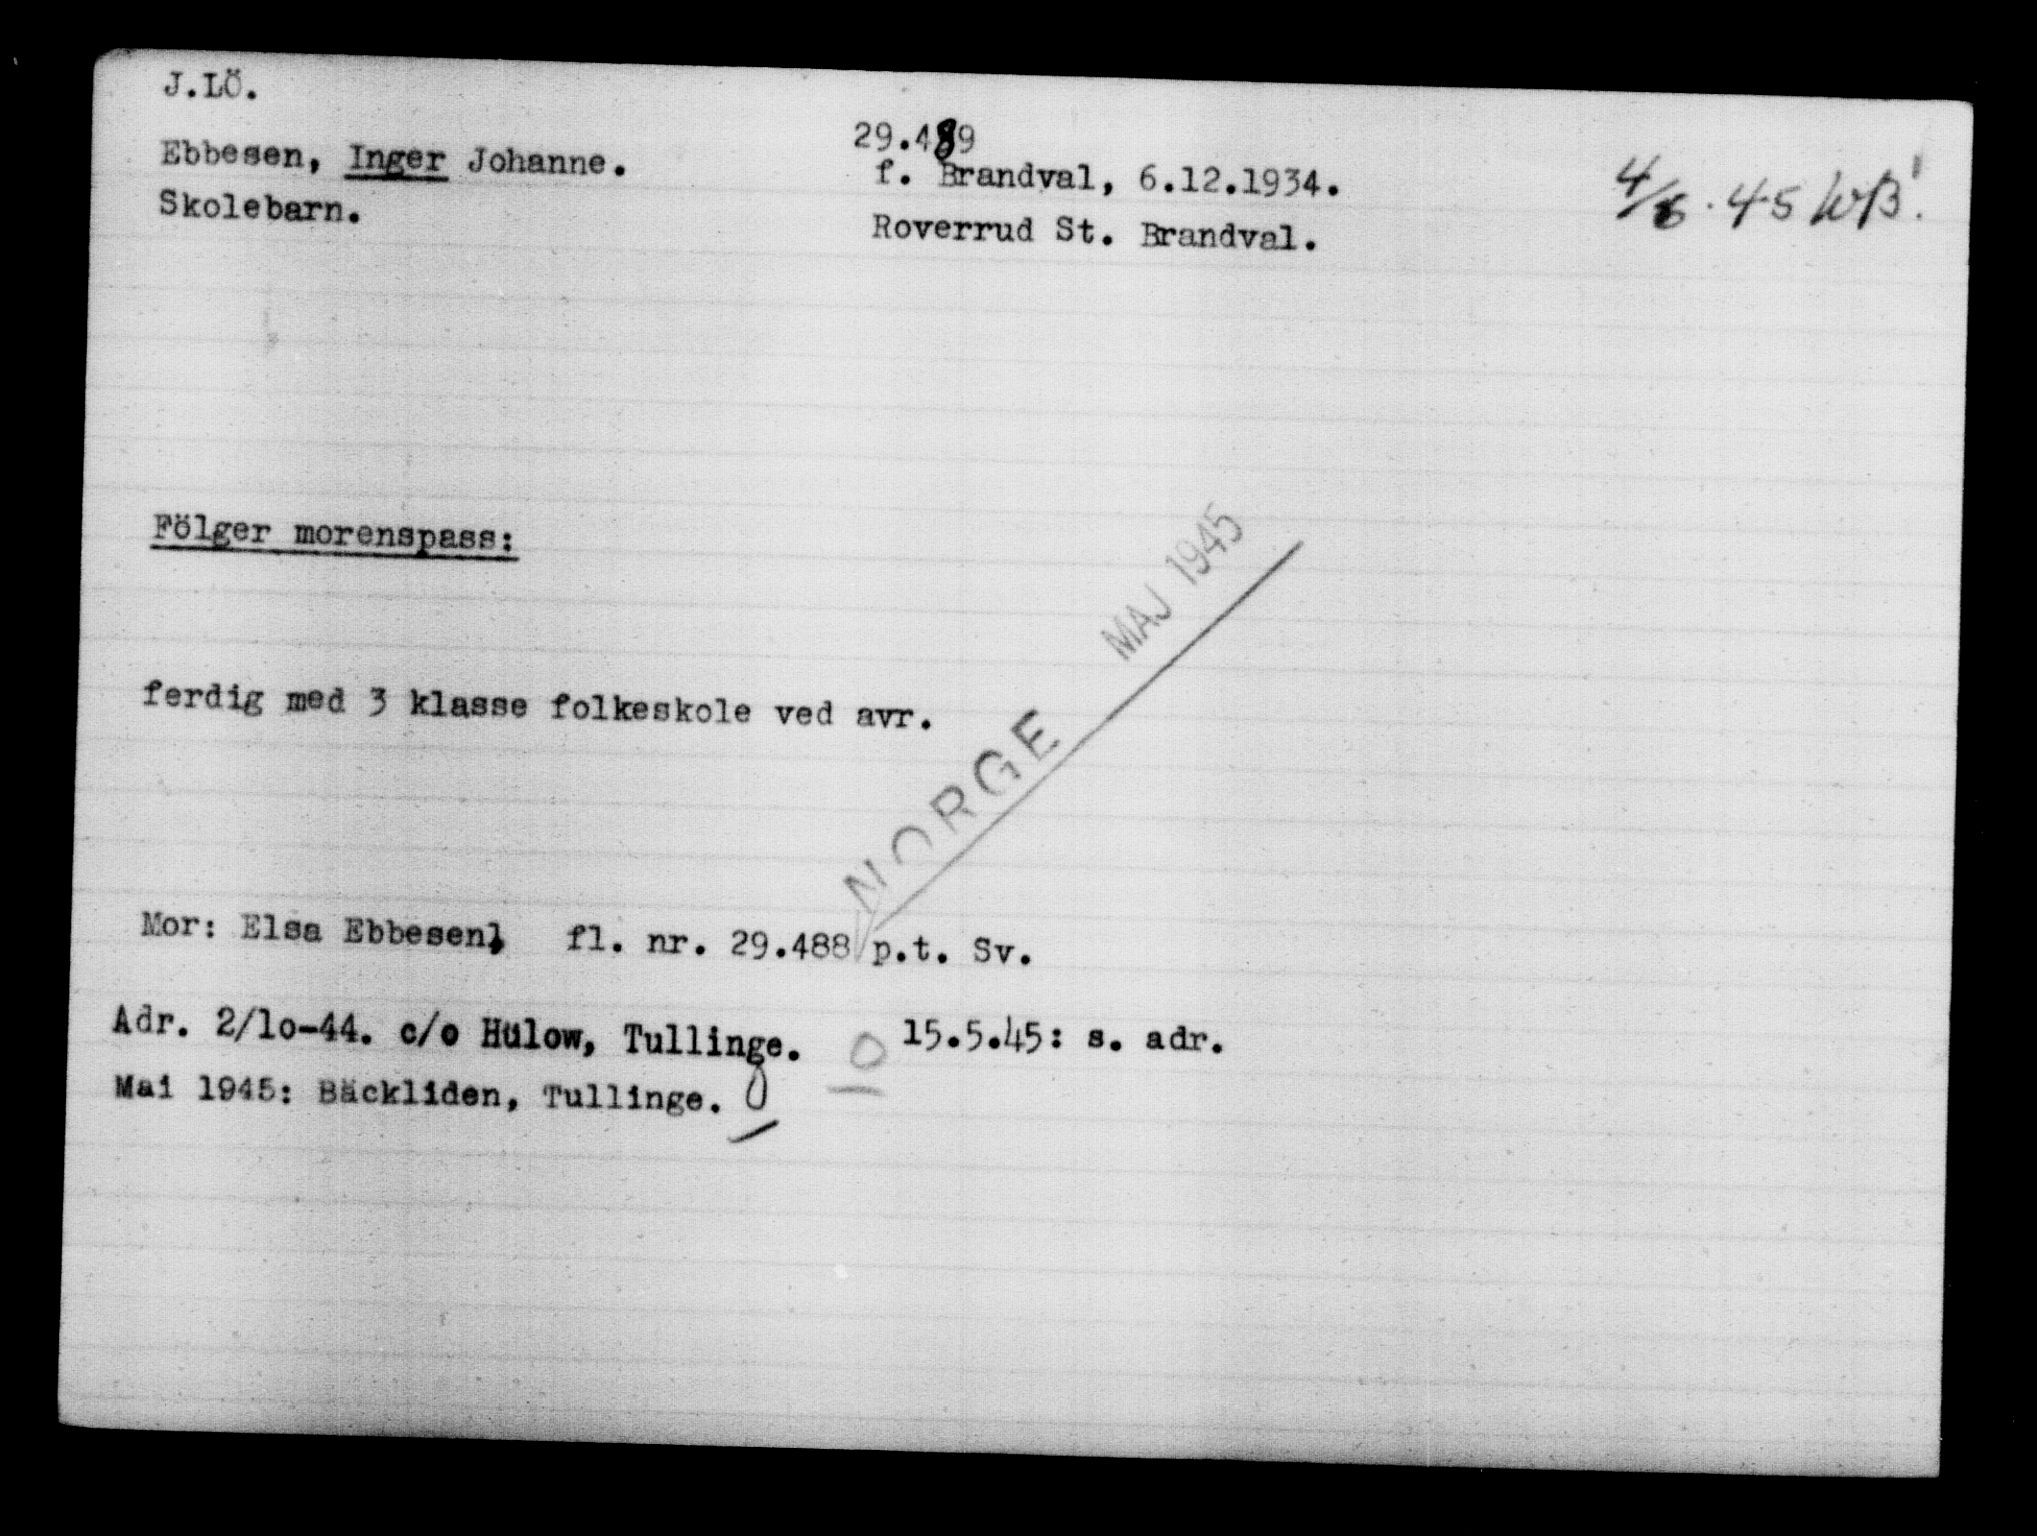 J.LÖ.
29.489
Ebbesen, Inger Johanne.
f. Brandval, 6.12.1934.
4/6.45 WB!
Skolebarn.
Roverrud St. Brandval.
Fölger morenspass:
MAJ 1945
ferdig med 3 klasse folkeskole ved avr.
NORGE
Mor: Elsa Ebbesen, fl. nr. 29.488 p.t. Sv.
Adr. 2/lo-44. c/o Hülow, Tullinge.
15.5.45: s. adr.
Mai 1945: Bäckliden, Tullinge.